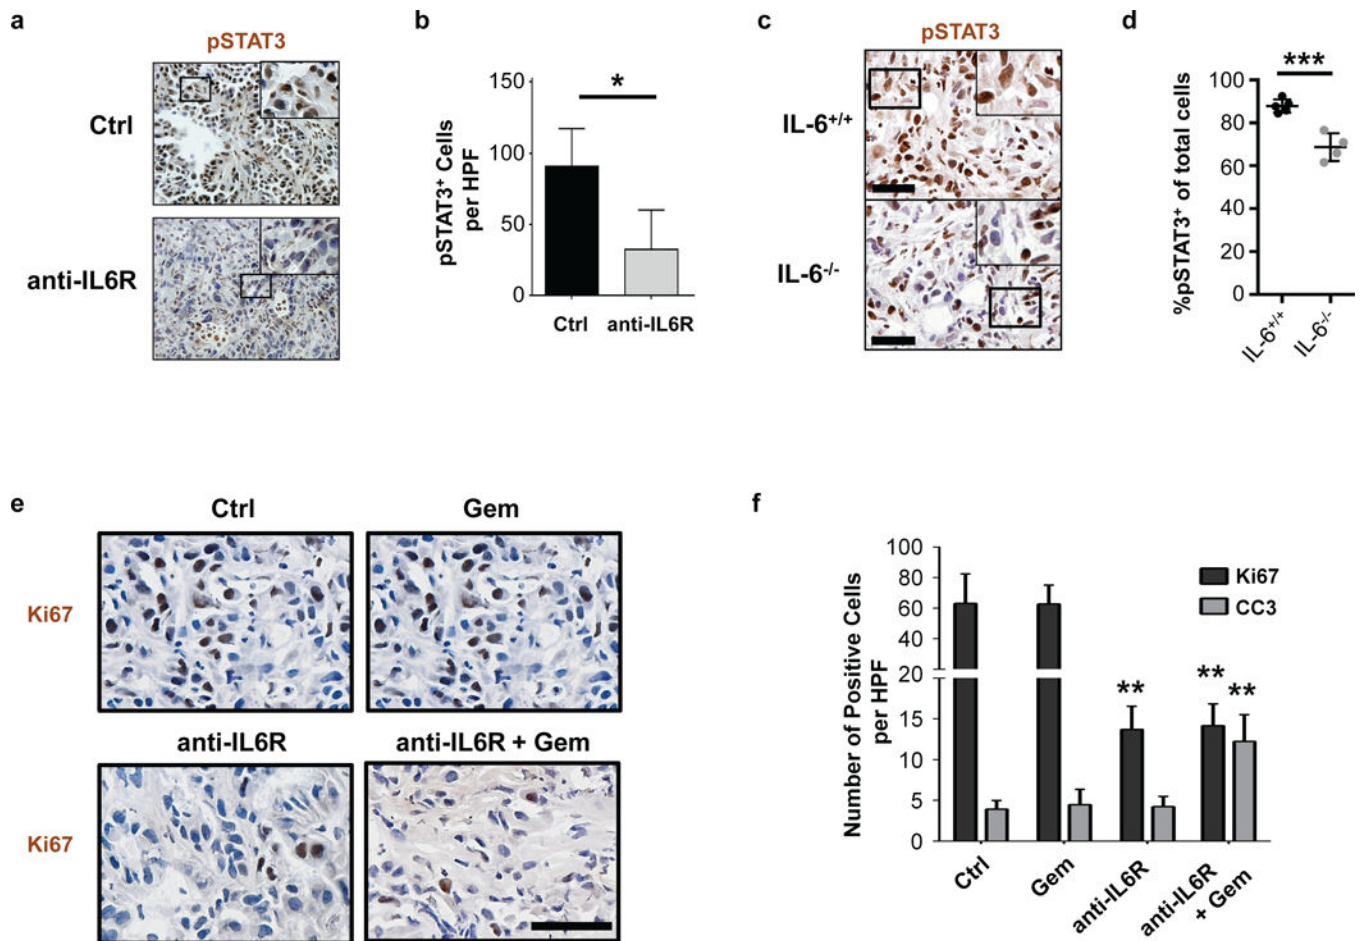 a
pSTAT3
Ctrl
anti-IL6R
b
150
100
50
0
pSTAT3⁺ Cells
per HPF
*
Ctrl
anti-IL6R
c
pSTAT3
IL-6⁺/⁺
IL-6⁻/⁻
d
***
100
80
60
40
20
0
%pSTAT3⁺ of total cells
IL-6⁺/⁺
IL-6⁻/⁻
e
Ctrl
Gem
Ki67
anti-IL6R
anti-IL6R + Gem
Ki67
f
100
80
60
40
20
15
10
5
0
Number of Positive Cells
per HPF
Ki67
CC3
**
**
**
Ctrl
Gem
anti-IL6R
anti-IL6R
+ Gem